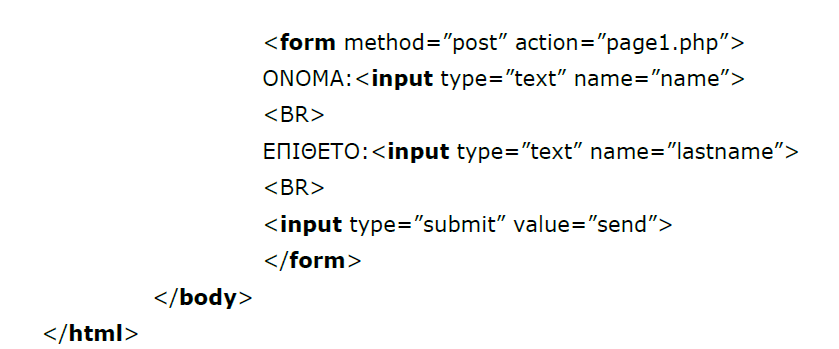 <form method=”post” action=”page1.php”>
ΟΝΟΜΑ:<input type=”text” name=”name”>
<BR>
ΕΠΙΘΕΤΟ:<input type=”text” name=”lastname”>
<BR>
<input type=”submit” value=”send”>
</form>
</body>
</html>